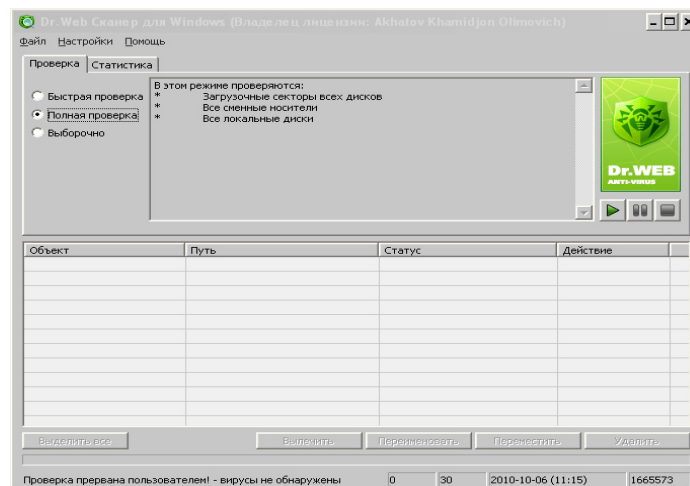 Dr.Web Сканер для Windows (Владелец лицензии: Akhatov Khamidjon Olimovich)
Файл Настройки Помощь
Проверка Статистика
Быстрая проверка
Полная проверка
Выборочно
В этом режиме проверяются:
* Загрузочные секторы всех дисков
* Все сменные носители
* Все локальные диски
Dr.WEB
ANTI-VIRUS
Объект Путь Статус Действие
Выделить все Вылечить Переименовать Переместить Удалить
Проверка прервана пользователем! - вирусы не обнаружены 0 30 2010-10-06 (11:15) 1665573